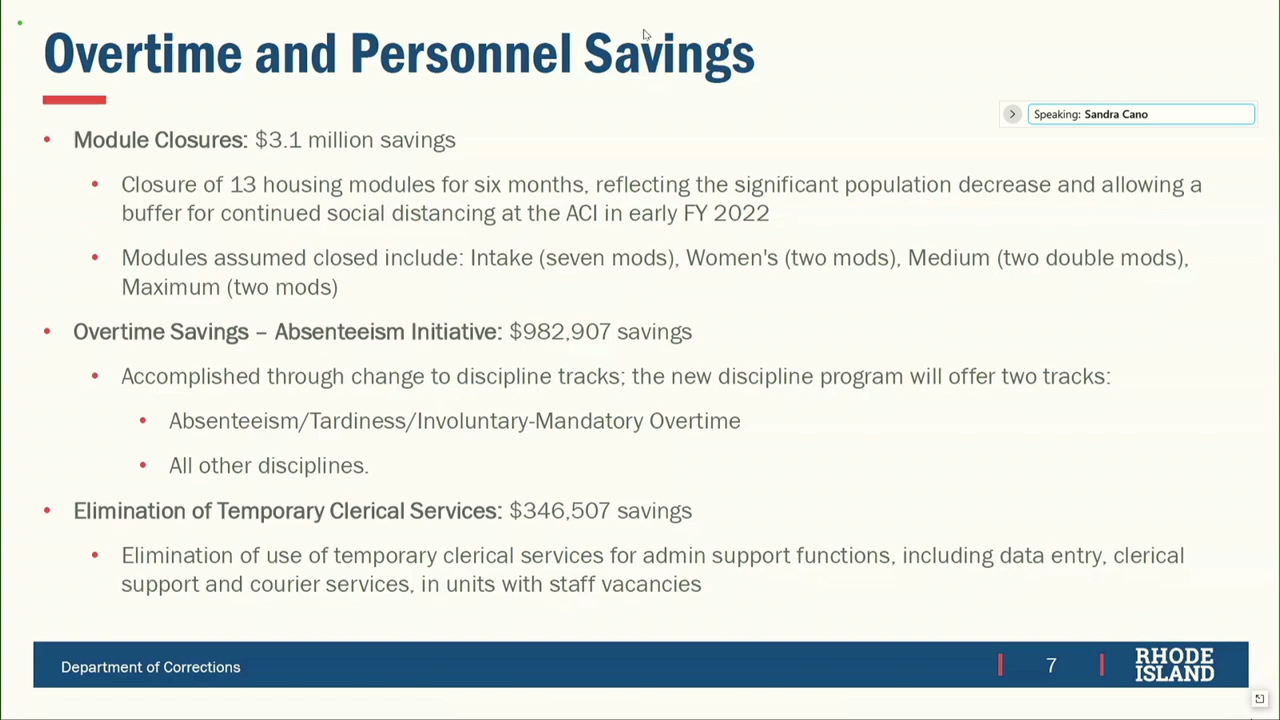 Overtime and Personnel Savings
Speaking: Sandra Cano
• Module Closures: $3.1 million savings
• Closure of 13 housing modules for six months, reflecting the significant population decrease and allowing a
buffer for continued social distancing at the ACI in early FY 2022
• Modules assumed closed include: Intake (seven mods), Women's (two mods), Medium (two double mods),
Maximum (two mods)
• Overtime Savings – Absenteeism Initiative: $982,907 savings
• Accomplished through change to discipline tracks; the new discipline program will offer two tracks:
• Absenteeism/Tardiness/Involuntary-Mandatory Overtime
• All other disciplines.
• Elimination of Temporary Clerical Services: $346,507 savings
• Elimination of use of temporary clerical services for admin support functions, including data entry, clerical
support and courier services, in units with staff vacancies
Department of Corrections
7
RHODE
ISLAND